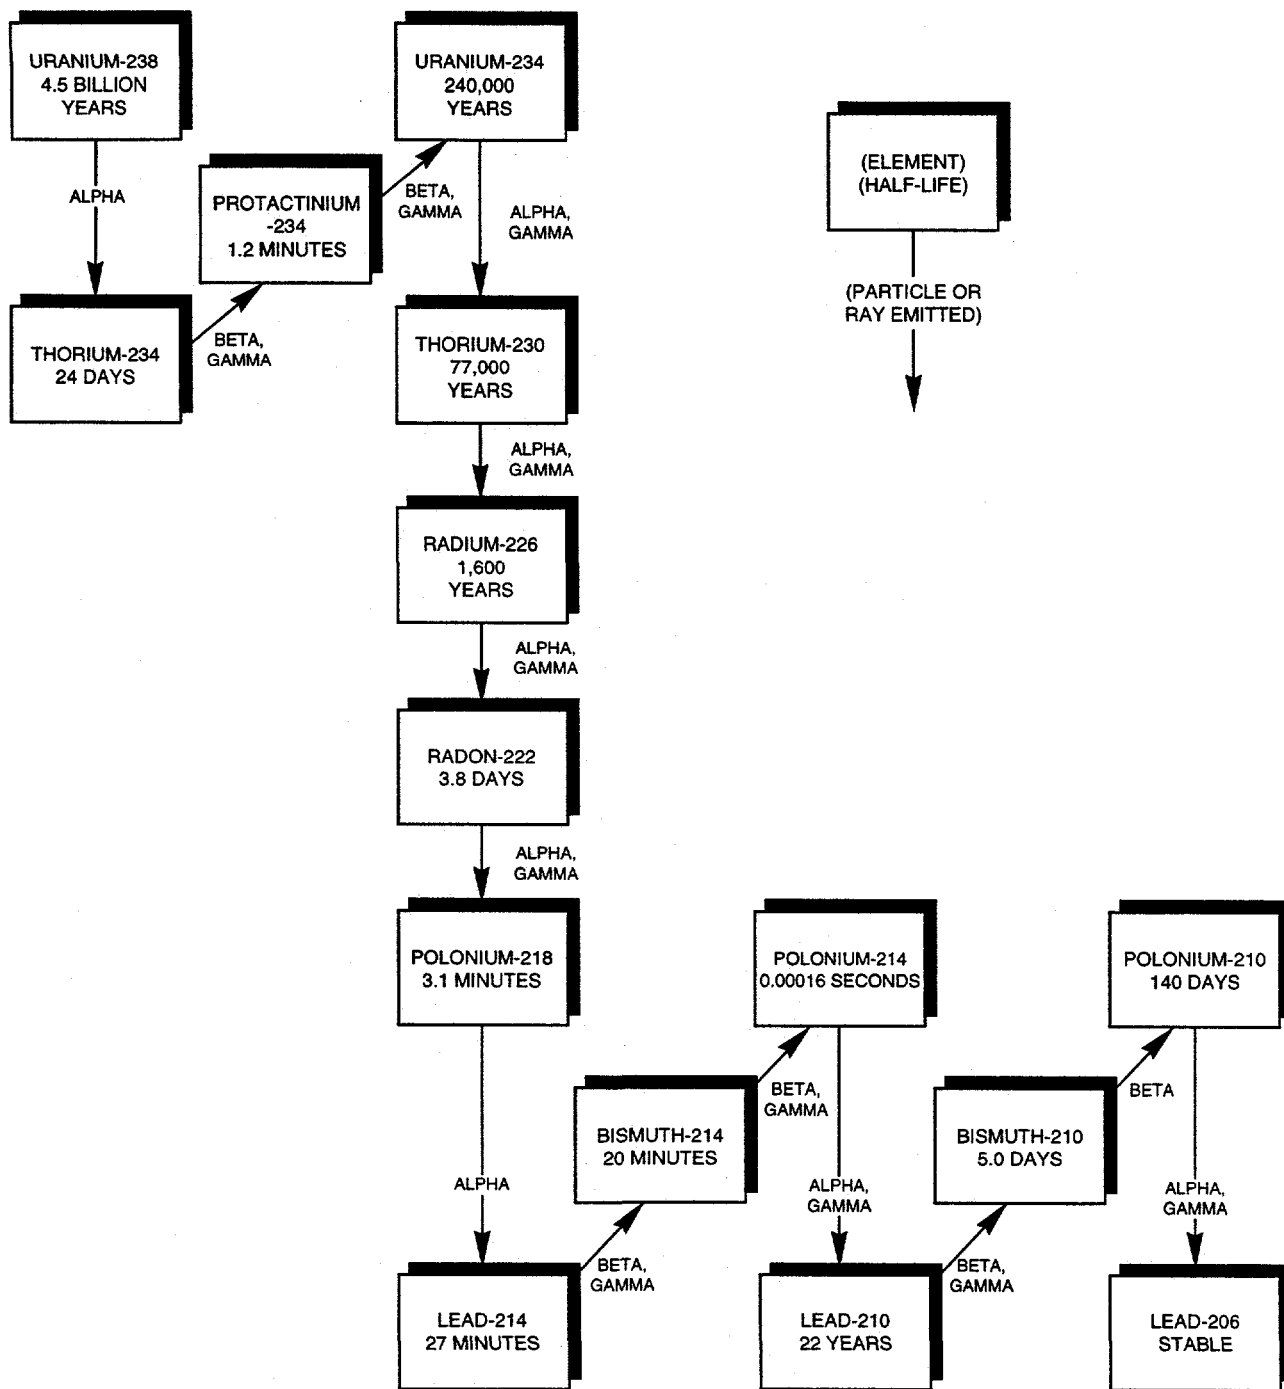 URANIUM-238
4.5 BILLION
YEARS
ALPHA
THORIUM-234
24 DAYS
BETA,
GAMMA
PROTACTINIUM
-234
1.2 MINUTES
BETA,
GAMMA
URANIUM-234
240,000
YEARS
ALPHA,
GAMMA
THORIUM-230
77,000
YEARS
ALPHA,
GAMMA
RADIUM-226
1,600
YEARS
ALPHA,
GAMMA
RADON-222
3.8 DAYS
ALPHA,
GAMMA
POLONIUM-218
3.1 MINUTES
ALPHA
LEAD-214
27 MINUTES
BETA,
GAMMA
BISMUTH-214
20 MINUTES
BETA,
GAMMA
POLONIUM-214
0.00016 SECONDS
ALPHA,
GAMMA
LEAD-210
22 YEARS
BETA,
GAMMA
BISMUTH-210
5.0 DAYS
BETA
POLONIUM-210
140 DAYS
ALPHA,
GAMMA
LEAD-206
STABLE
(ELEMENT)
(HALF-LIFE)
(PARTICLE OR
RAY EMITTED)